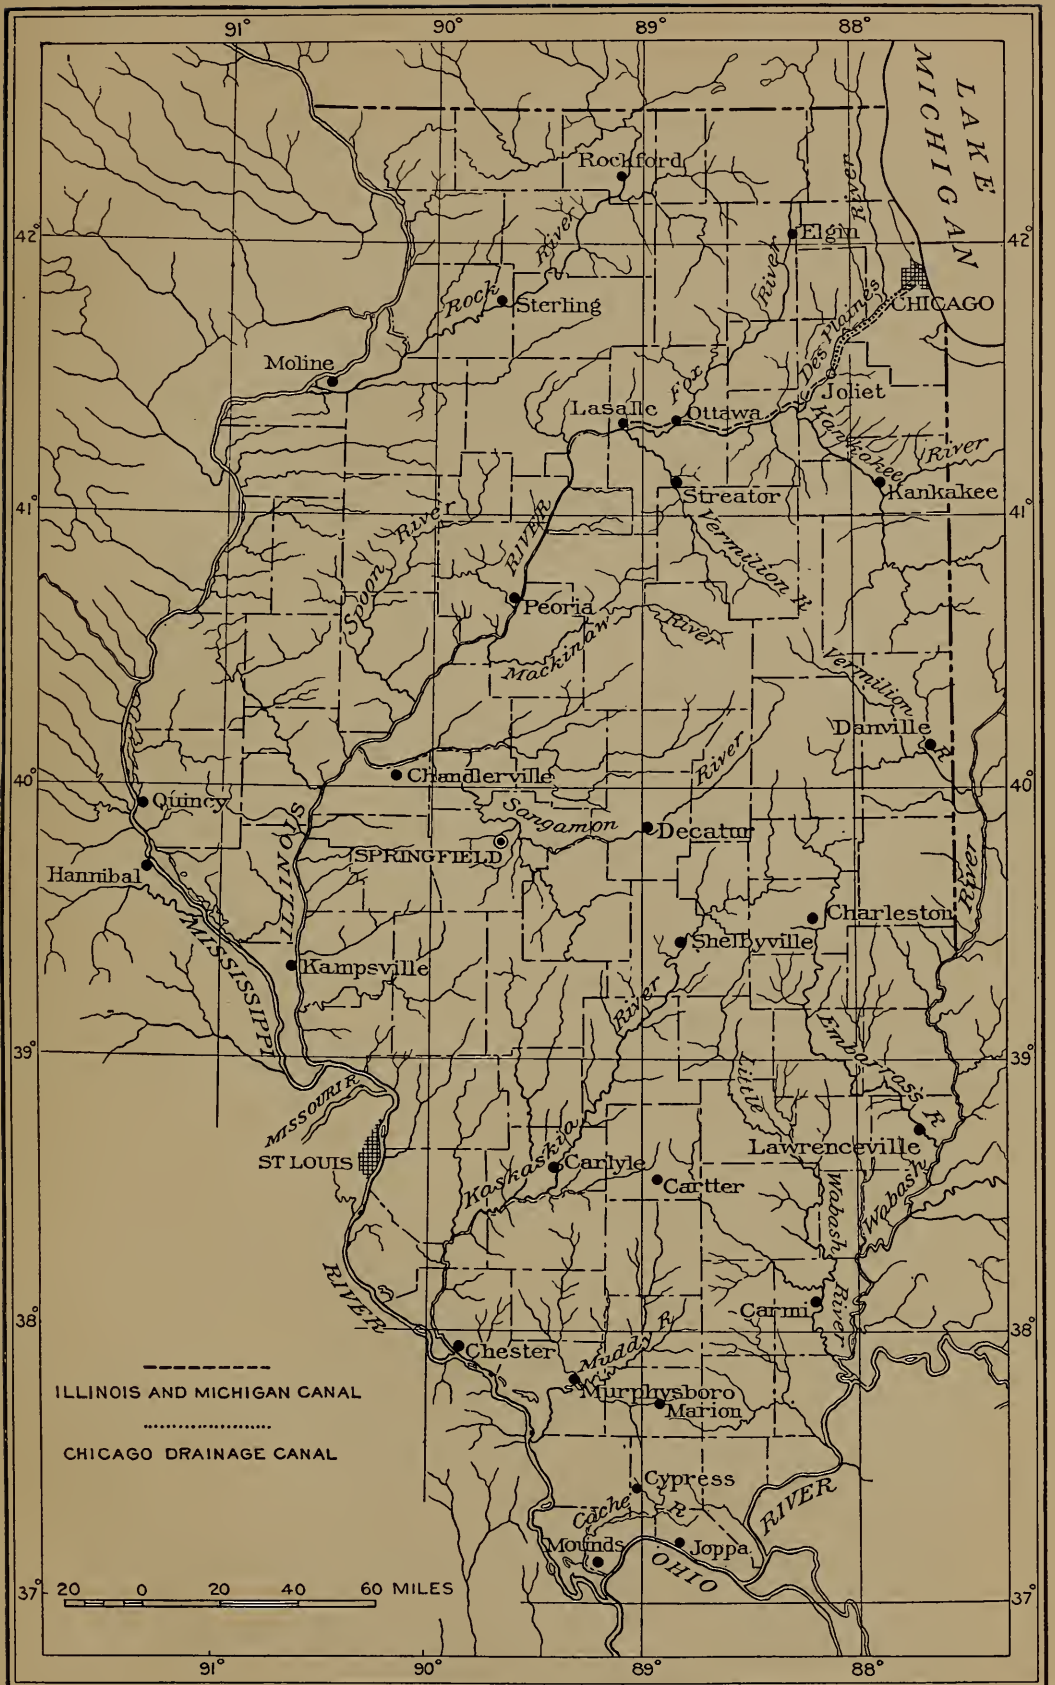 91° 90° 89° 88°
LAKE
MICHIGAN
Rockford
River
42° Elgin 42°
River
River
Rock Sterling
CHICAGO
Des Plaines
Moline
Joliet
Fox
Lasalle Ottawa
Kankakee River
Streator Kankakee
41° 41°
Spoon River
RIVER
Vermilion R
Peoria
Mackinaw River
Vermilion R
Danville
River
Chandlerville
40° 40°
Quincy
Sangamon
Decatur
SPRINGFIELD
Hannibal
ILLINOIS
River
Charleston
Shelbyville
MISSISSIPPI
Kampsville
River
39° 39°
Embarrass R
Little
MISSOURI R
Lawrenceville
ST LOUIS
Kaskaskia
Carlyle
Cartter
Wabash
Wabash
RIVER
River
Carmi
38° 38°
Chester
Muddy R
Murphysboro
Marion
ILLINOIS AND MICHIGAN CANAL
CHICAGO DRAINAGE CANAL
Cypress
RIVER
Cache R
Mounds
Joppa
OHIO
20 0 20 40 60 MILES
37° 37°
91° 90° 89° 88°